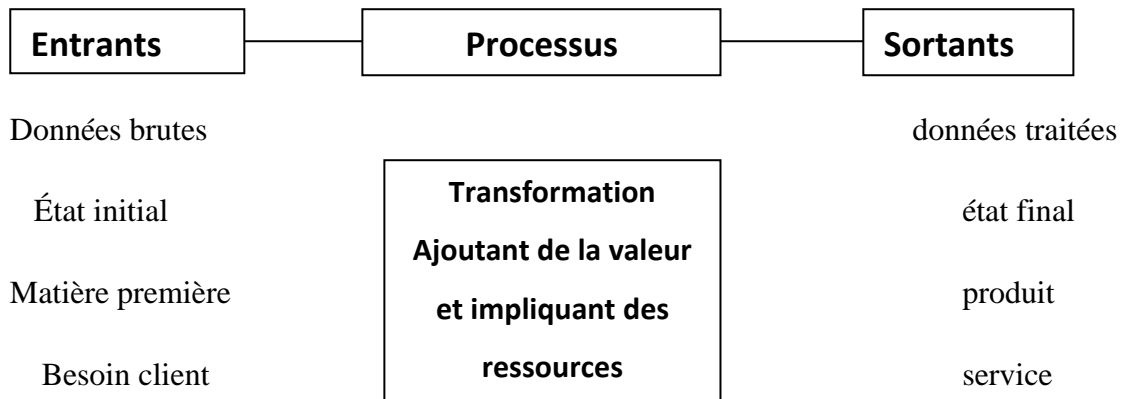 Entrants
Processus
Sortants
Données brutes
données traitées
État initial
état final
Matière première
produit
Besoin client
service
Transformation
Ajoutant de la valeur
et impliquant des
ressources